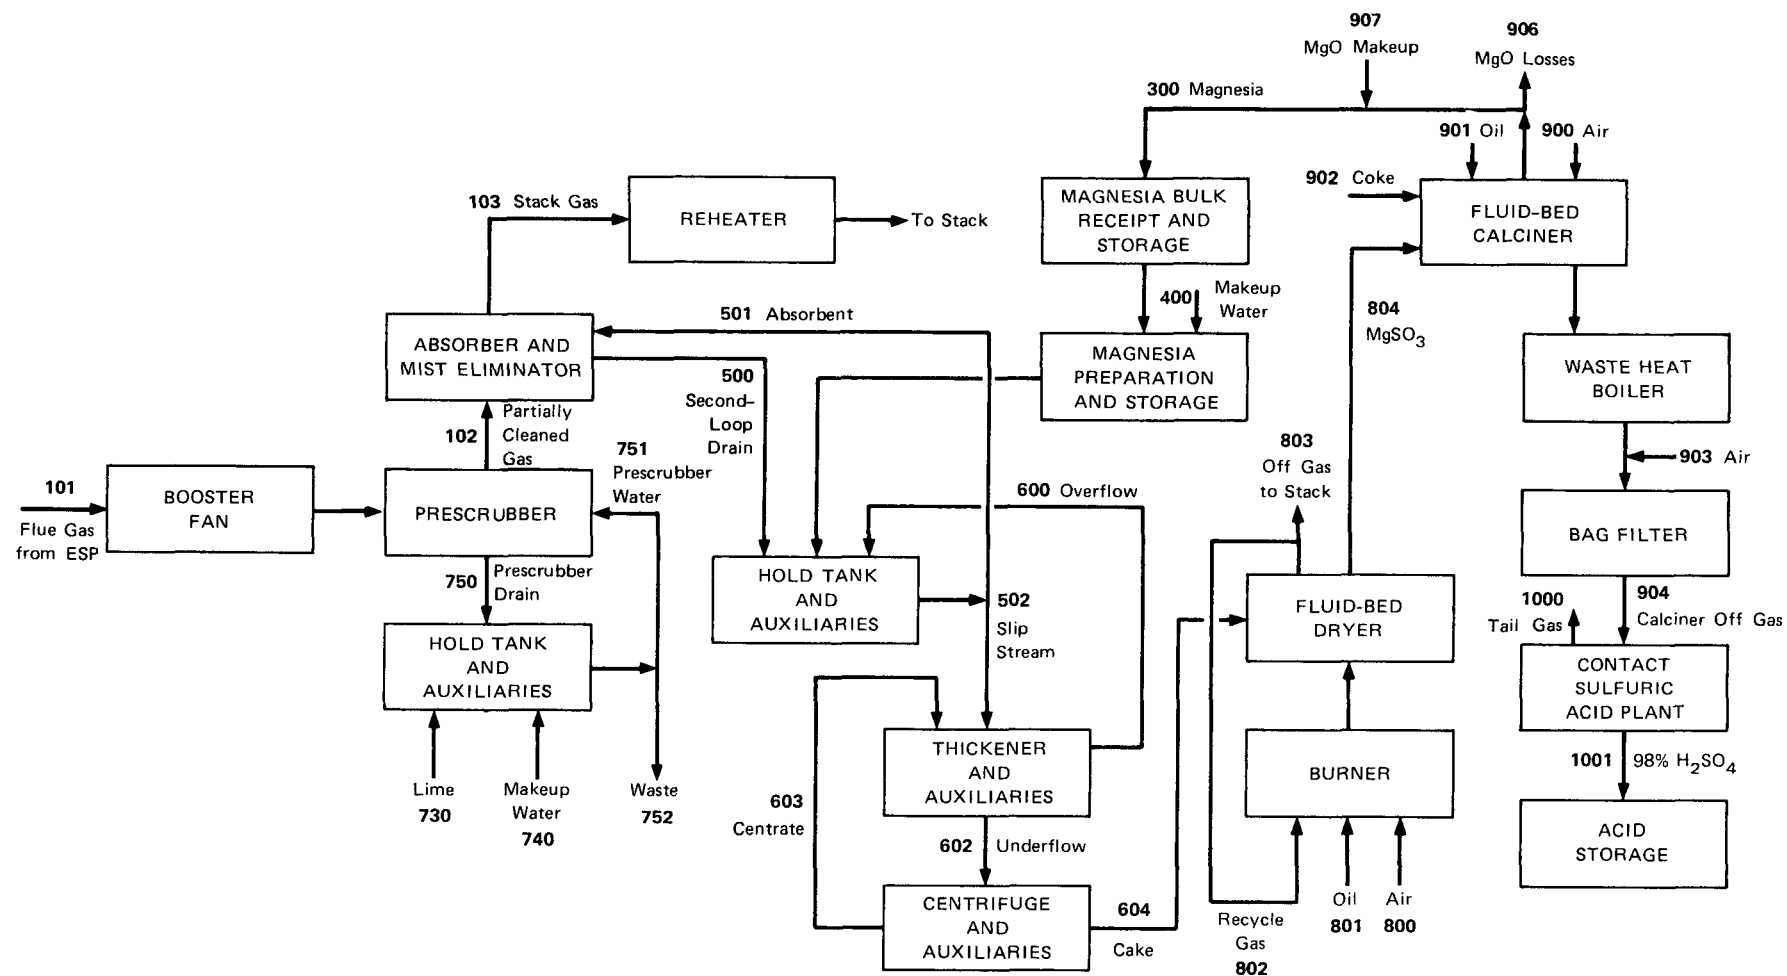 907
MgO Makeup
906
MgO Losses
300 Magnesia
901 Oil
900 Air
902 Coke
FLUID-BED
CALCINER
MAGNESIA BULK
RECEIPT AND
STORAGE
103 Stack Gas
REHEATER
To Stack
400
Makeup
Water
804
MgSO3
501 Absorbent
ABSORBER AND
MIST ELIMINATOR
MAGNESIA
PREPARATION
AND STORAGE
WASTE HEAT
BOILER
500
Second-
Loop
Drain
102
Partially
Cleaned
Gas
751
Prescrubber
Water
803
Off Gas
to Stack
903 Air
101
Flue Gas
from ESP
BOOSTER
FAN
PRESCRUBBER
600 Overflow
BAG FILTER
750
Prescrubber
Drain
HOLD TANK
AND
AUXILIARIES
502
Slip
Stream
FLUID-BED
DRYER
1000
Tail Gas
904
Calciner Off Gas
HOLD TANK
AND
AUXILIARIES
CONTACT
SULFURIC
ACID PLANT
Lime
730
Makeup
Water
740
Waste
752
THICKENER
AND
AUXILIARIES
BURNER
1001 98% H2SO4
603
Centrate
602 Underflow
ACID
STORAGE
CENTRIFUGE
AND
AUXILIARIES
604
Cake
Recycle
Gas
802
Oil
801
Air
800